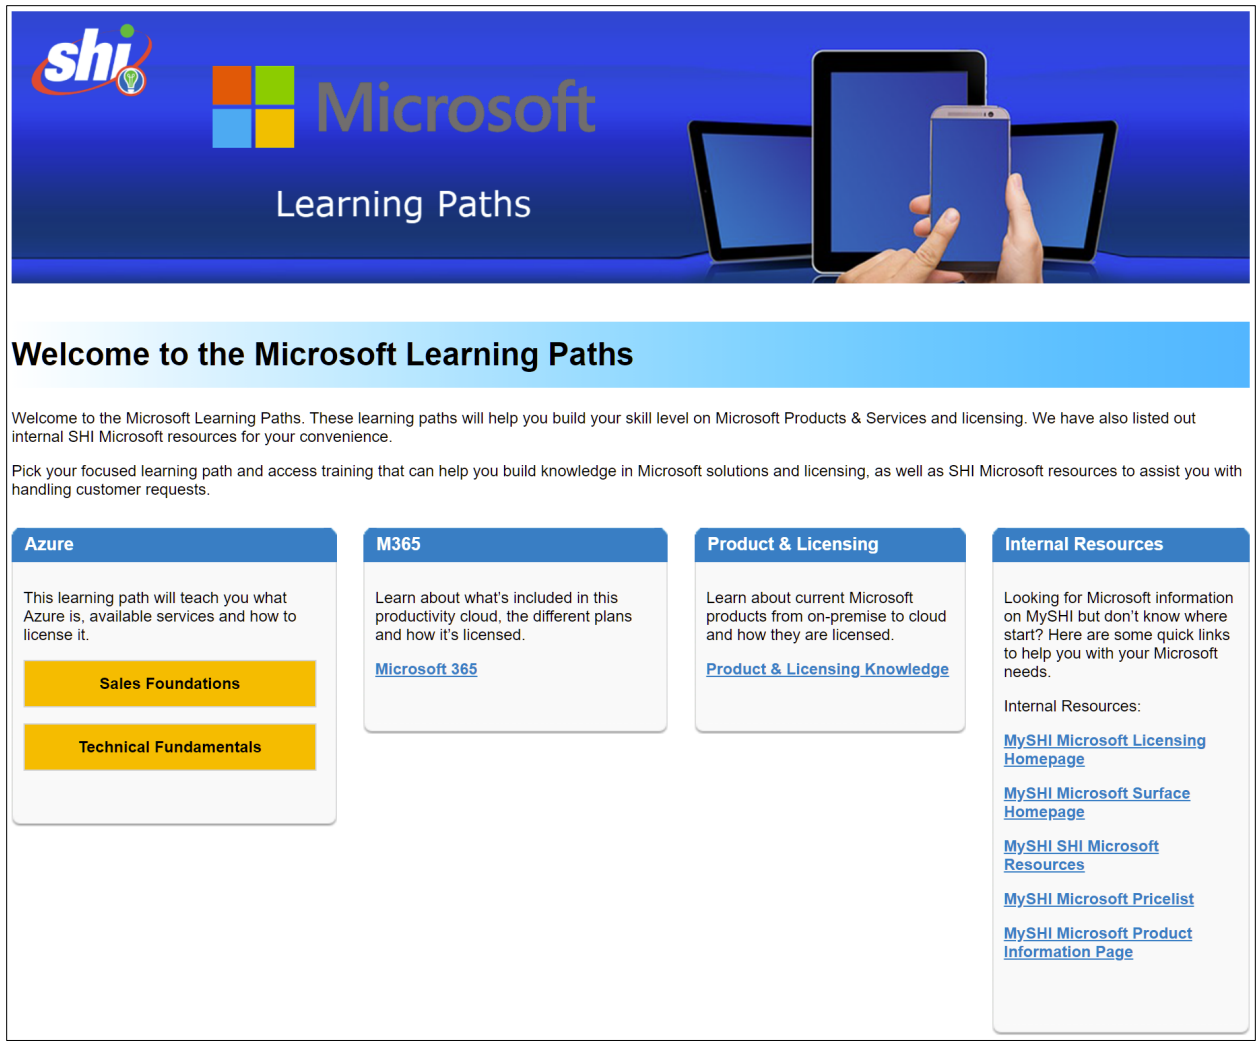 shi
Microsoft
Learning Paths
Welcome to the Microsoft Learning Paths
Welcome to the Microsoft Learning Paths. These learning paths will help you build your skill level on Microsoft Products & Services and licensing. We have also listed out
internal SHI Microsoft resources for your convenience.
Pick your focused learning path and access training that can help you build knowledge in Microsoft solutions and licensing, as well as SHI Microsoft resources to assist you with
handling customer requests.
Azure
This learning path will teach you what
Azure is, available services and how to
license it.
Sales Foundations
Technical Fundamentals
M365
Learn about what’s included in this
productivity cloud, the different plans
and how it’s licensed.
Microsoft 365
Product & Licensing
Learn about current Microsoft
products from on-premise to cloud
and how they are licensed.
Product & Licensing Knowledge
Internal Resources
Looking for Microsoft information
on MySHI but don’t know where
start? Here are some quick links
to help you with your Microsoft
needs.
Internal Resources:
MySHI Microsoft Licensing
Homepage
MySHI Microsoft Surface
Homepage
MySHI SHI Microsoft
Resources
MySHI Microsoft Pricelist
MySHI Microsoft Product
Information Page